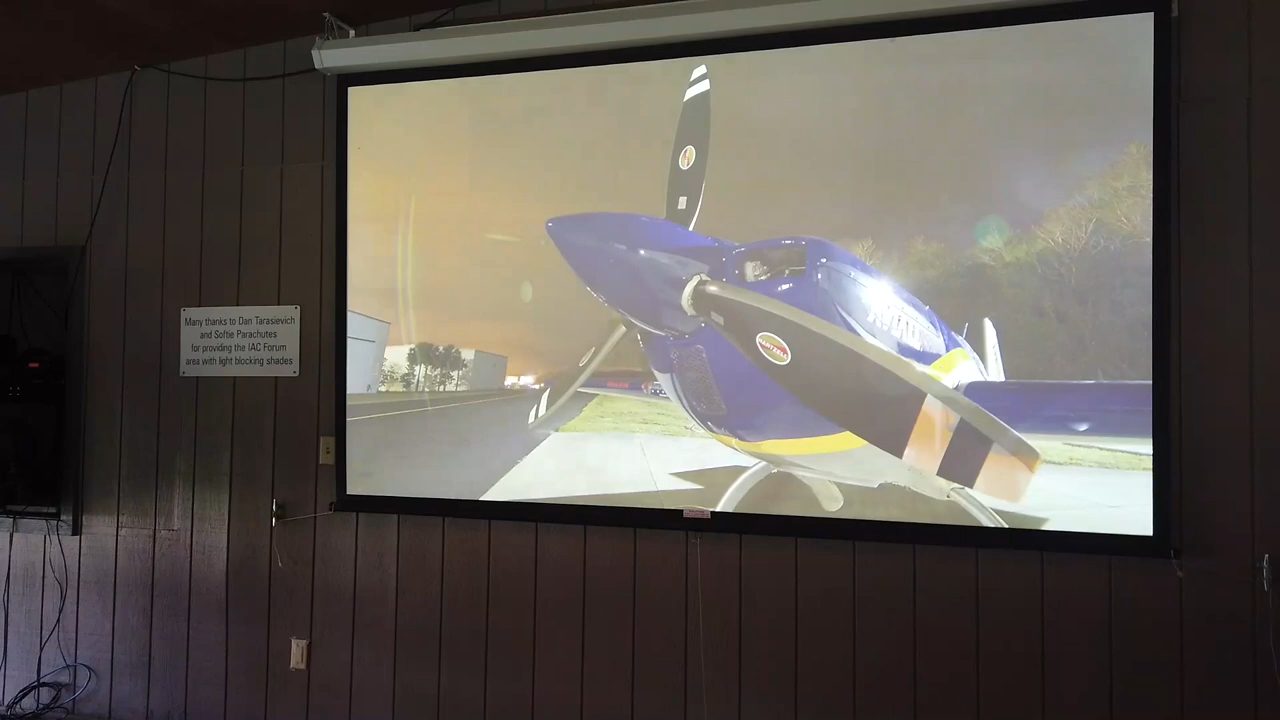 Many thanks to Dan Tarasievich
and Softie Parachutes
for providing the IAC Forum
area with light blocking shades
HARTZELL